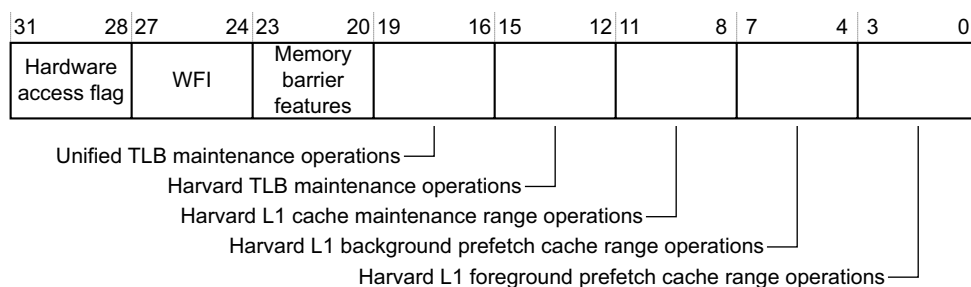 31 28 27 24 23 20 19 16 15 12 11 8 7 4 3 0
Hardware access flag
WFI
Memory barrier features
Unified TLB maintenance operations
Harvard TLB maintenance operations
Harvard L1 cache maintenance range operations
Harvard L1 background prefetch cache range operations
Harvard L1 foreground prefetch cache range operations